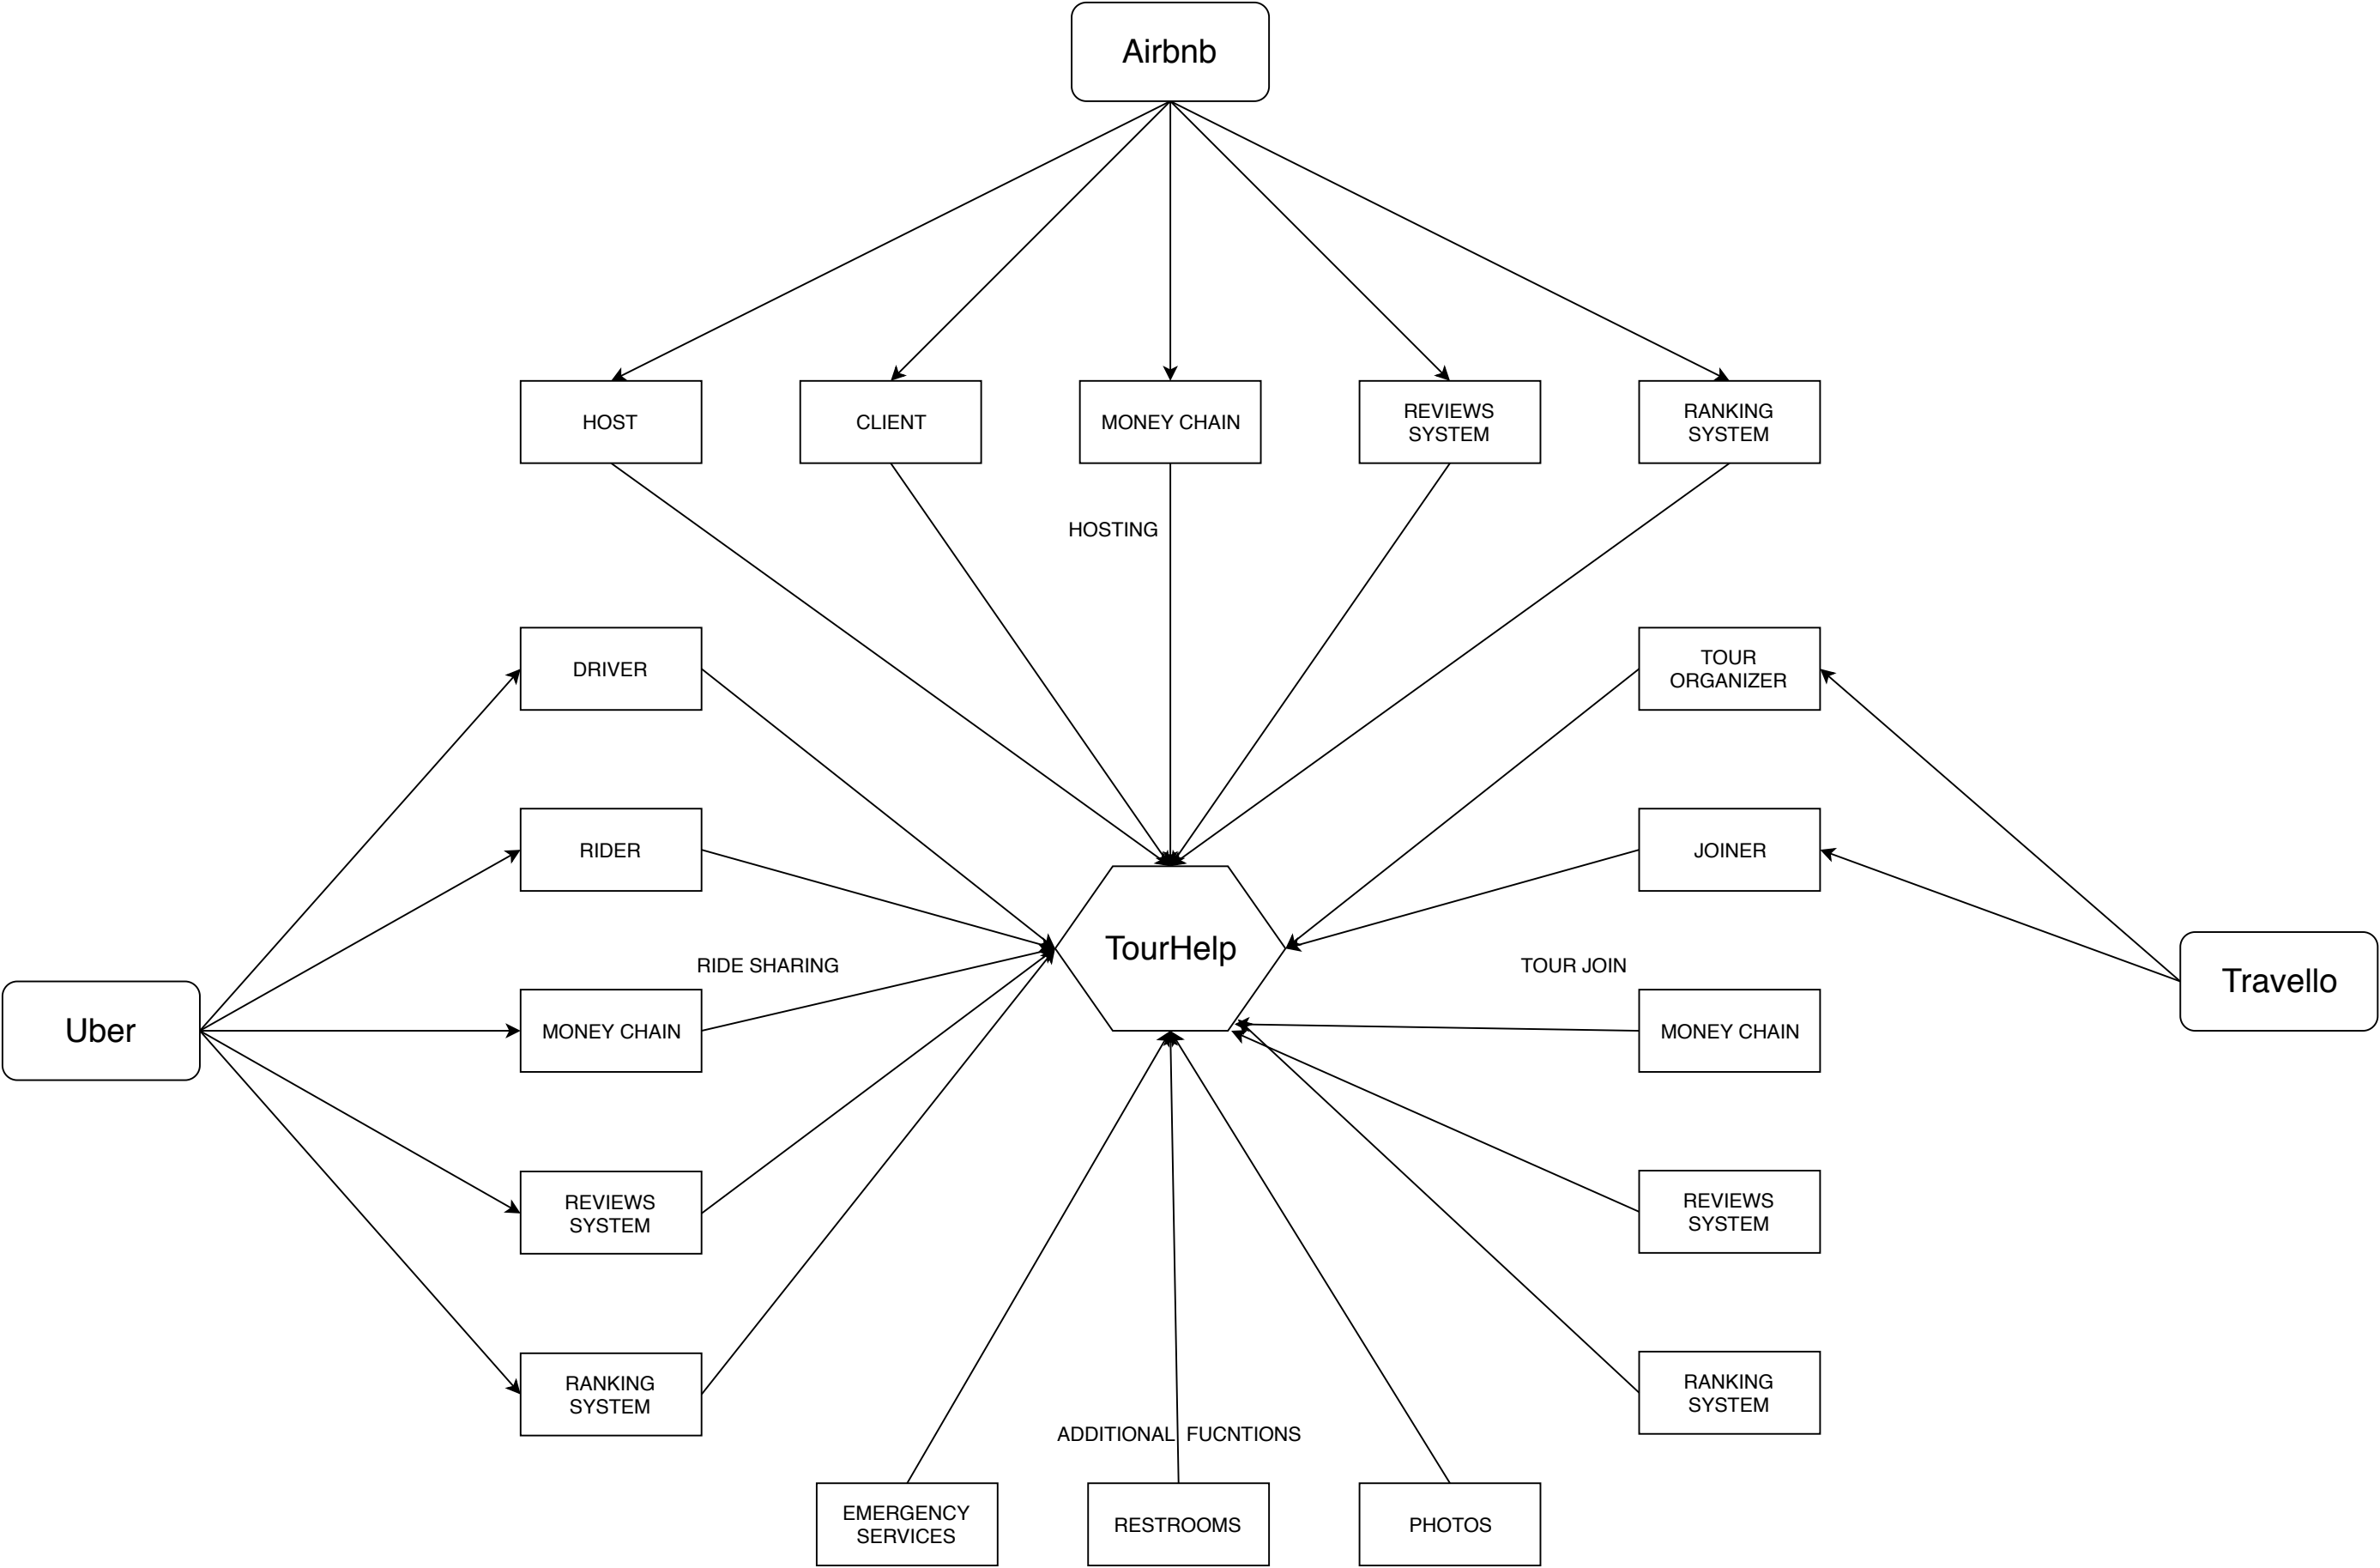 Airbnb
HOST
CLIENT
MONEY CHAIN
REVIEWS
SYSTEM
RANKING
SYSTEM
HOSTING
DRIVER
TOUR
ORGANIZER
RIDER
JOINER
TourHelp
RIDE SHARING
TOUR JOIN
Travello
Uber
MONEY CHAIN
MONEY CHAIN
REVIEWS
SYSTEM
REVIEWS
SYSTEM
RANKING
SYSTEM
RANKING
SYSTEM
ADDITIONAL FUCNTIONS
EMERGENCY
SERVICES
RESTROOMS
PHOTOS